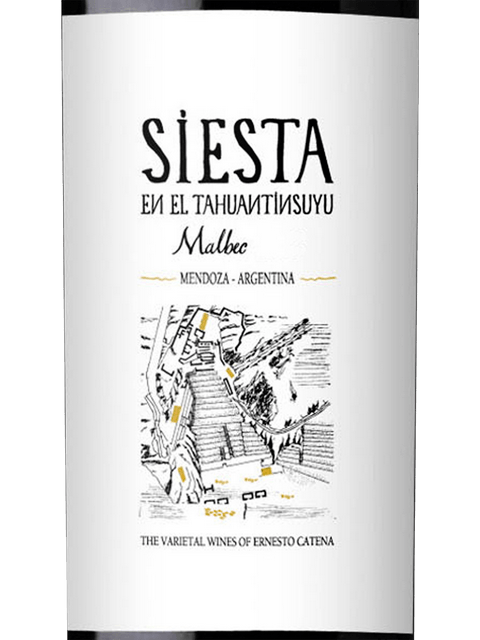 SiESTA
EN EL TAHUANTiNSUYU
Malbec
MENDOZA - ARGENTINA
THE VARIETAL WINES OF ERNESTO CATENA